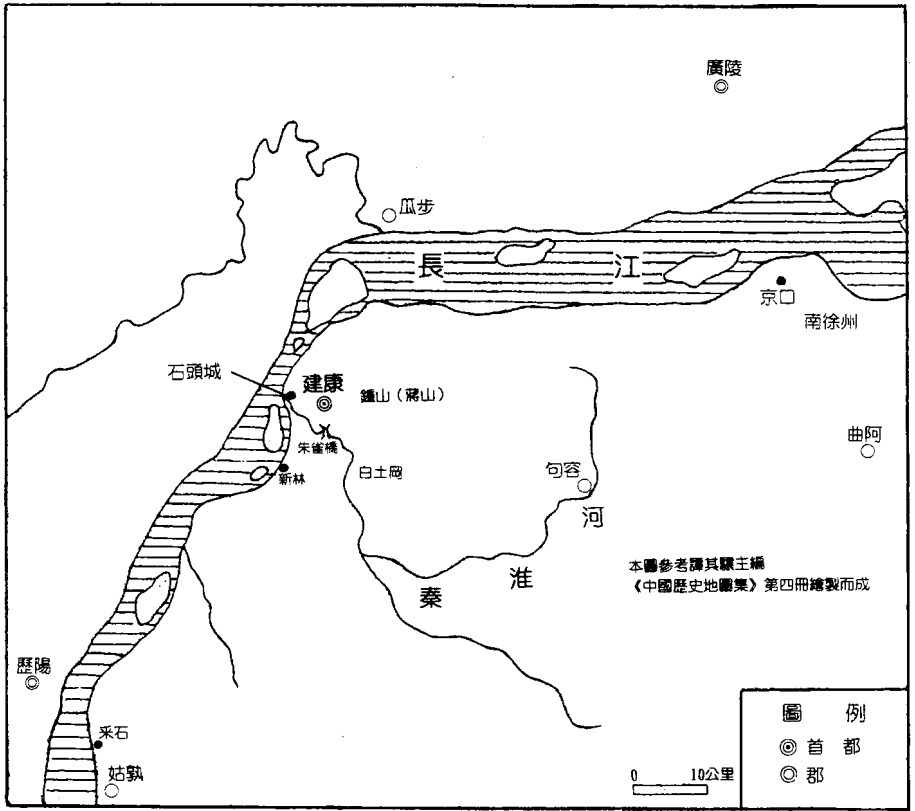 廣陵
瓜步
長江
京口
南徐州
石頭城
建康
鍾山（蔣山）
朱雀橋
曲阿
新林
白土岡
句容
秦淮河
本圖參考譚其驤主編
《中國歷史地圖集》第四冊繪製而成
歷陽
采石
姑孰
圖例
首都
郡
0 10公里